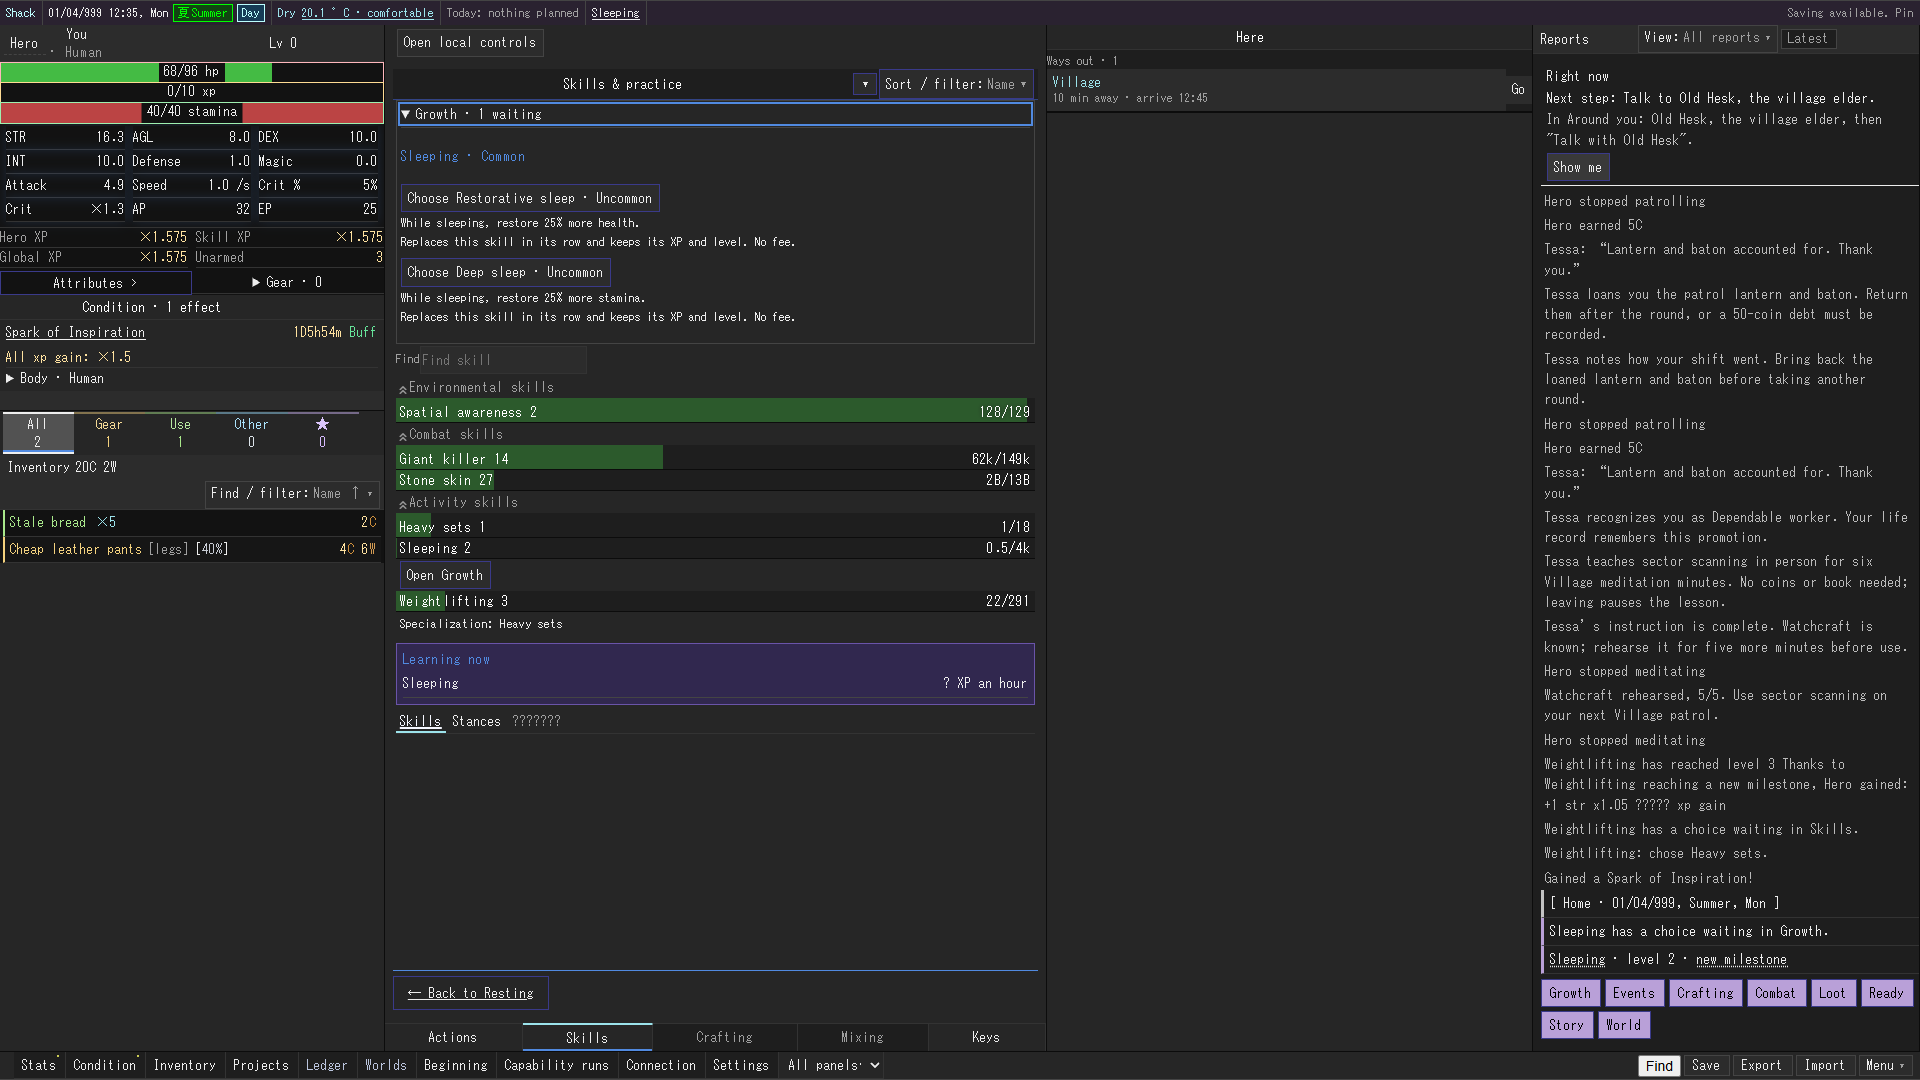 Shack 01/04/999 12:35, Mon 夏Summer Day Dry 20.1 °C · comfortable Today: nothing planned Sleeping Saving available. Pin
Hero You · Human Lv 0
68/96 hp
0/10 xp
40/40 stamina
STR 16.3 AGL 8.0 DEX 10.0
INT 10.0 Defense 1.0 Magic 0.0
Attack 4.9 Speed 1.0 /s Crit % 5%
Crit ×1.3 AP 32 EP 25
Hero XP ×1.575 Skill XP ×1.575
Global XP ×1.575 Unarmed 3
Attributes > ▶ Gear · 0
Condition · 1 effect
Spark of Inspiration 1D5h54m Buff
All xp gain: ×1.5
▶ Body · Human
All 2 Gear 1 Use 1 Other 0 ★ 0
Inventory 20C 2W
Find / filter: Name ↑ ▾
Stale bread ×5 2C
Cheap leather pants [legs] [40%] 4C 6W
Open local controls
Skills & practice ▾ Sort / filter: Name ▾
▼ Growth · 1 waiting
Sleeping · Common
Choose Restorative sleep · Uncommon
While sleeping, restore 25% more health.
Replaces this skill in its row and keeps its XP and level. No fee.
Choose Deep sleep · Uncommon
While sleeping, restore 25% more stamina.
Replaces this skill in its row and keeps its XP and level. No fee.
Find Find skill
Environmental skills
Spatial awareness 2 128/129
Combat skills
Giant killer 14 62k/149k
Stone skin 27 2B/13B
Activity skills
Heavy sets 1 1/18
Sleeping 2 0.5/4k
Open Growth
Weightlifting 3 22/291
Specialization: Heavy sets
Learning now
Sleeping ? XP an hour
Skills Stances ???????
← Back to Resting
Actions Skills Crafting Mixing Keys
Here
Ways out · 1
Village
10 min away · arrive 12:45
Go
Reports View: All reports ▾ Latest
Right now
Next step: Talk to Old Hesk, the village elder.
In Around you: Old Hesk, the village elder, then
"Talk with Old Hesk".
Show me
Hero stopped patrolling
Hero earned 5C
Tessa: “Lantern and baton accounted for. Thank
you.”
Tessa loans you the patrol lantern and baton. Return
them after the round, or a 50-coin debt must be
recorded.
Tessa notes how your shift went. Bring back the
loaned lantern and baton before taking another
round.
Hero stopped patrolling
Hero earned 5C
Tessa: “Lantern and baton accounted for. Thank
you.”
Tessa recognizes you as Dependable worker. Your life
record remembers this promotion.
Tessa teaches sector scanning in person for six
Village meditation minutes. No coins or book needed;
leaving pauses the lesson.
Tessa’s instruction is complete. Watchcraft is
known; rehearse it for five more minutes before use.
Hero stopped meditating
Watchcraft rehearsed, 5/5. Use sector scanning on
your next Village patrol.
Hero stopped meditating
Weightlifting has reached level 3 Thanks to
Weightlifting reaching a new milestone, Hero gained:
+1 str x1.05 ????? xp gain
Weightlifting has a choice waiting in Skills.
Weightlifting: chose Heavy sets.
Gained a Spark of Inspiration!
[ Home · 01/04/999, Summer, Mon ]
Sleeping has a choice waiting in Growth.
Sleeping · level 2 · new milestone
Growth Events Crafting Combat Loot Ready
Story World
Stats Condition Inventory Projects Ledger Worlds Beginning Capability runs Connection Settings All panels· Find Save Export Import Menu ▾